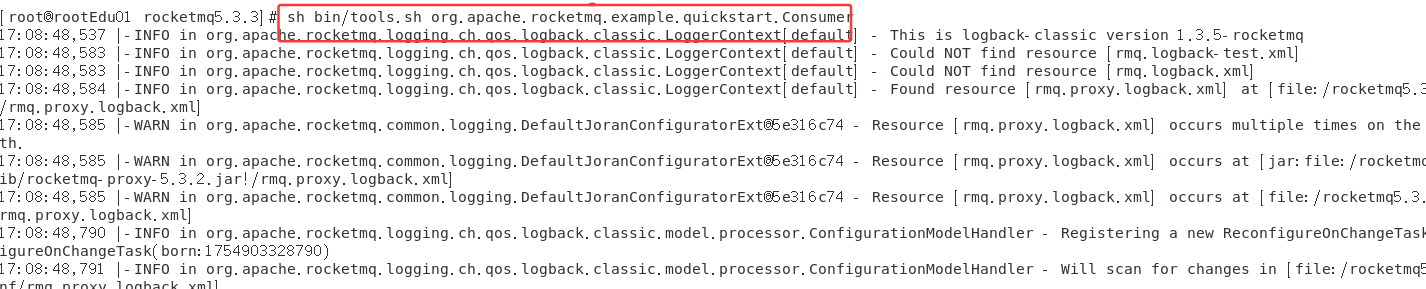 [root@rootEdu01 rocketmq5.3.3]# sh bin/tools.sh org.apache.rocketmq.example.quickstart.Consumer
17:08:48,537 |-INFO in org.apache.rocketmq.logging.ch.qos.logback.classic.LoggerContext[default] - This is logback-classic version 1.3.5-rocketmq
17:08:48,583 |-INFO in org.apache.rocketmq.logging.ch.qos.logback.classic.LoggerContext[default] - Could NOT find resource [rmq.logback-test.xml]
17:08:48,583 |-INFO in org.apache.rocketmq.logging.ch.qos.logback.classic.LoggerContext[default] - Could NOT find resource [rmq.logback.xml]
17:08:48,584 |-INFO in org.apache.rocketmq.logging.ch.qos.logback.classic.LoggerContext[default] - Found resource [rmq.proxy.logback.xml] at [file:/rocketmq5.3
/rmq.proxy.logback.xml]
17:08:48,585 |-WARN in org.apache.rocketmq.common.logging.DefaultJoranConfiguratorExt@5e316c74 - Resource [rmq.proxy.logback.xml] occurs multiple times on the
th.
17:08:48,585 |-WARN in org.apache.rocketmq.common.logging.DefaultJoranConfiguratorExt@5e316c74 - Resource [rmq.proxy.logback.xml] occurs at [jar:file:/rocketmq
ib/rocketmq-proxy-5.3.2.jar!/rmq.proxy.logback.xml]
17:08:48,585 |-WARN in org.apache.rocketmq.common.logging.DefaultJoranConfiguratorExt@5e316c74 - Resource [rmq.proxy.logback.xml] occurs at [file:/rocketmq5.3.
rmq.proxy.logback.xml]
17:08:48,790 |-INFO in org.apache.rocketmq.logging.ch.qos.logback.classic.model.processor.ConfigurationModelHandler - Registering a new ReconfigureOnChangeTask
igureOnChangeTask(born:1754903328790)
17:08:48,791 |-INFO in org.apache.rocketmq.logging.ch.qos.logback.classic.model.processor.ConfigurationModelHandler - Will scan for changes in [file:/rocketmq5
nf/rmq.proxy.logback.xml]